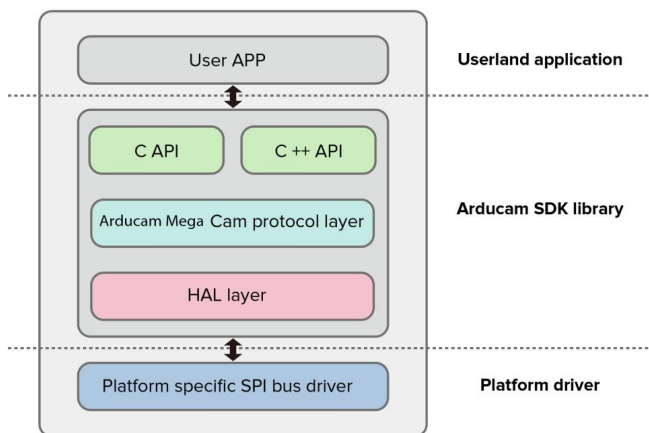 User APP
Userland application
C API
C ++ API
Arducam Mega Cam protocol layer
Arducam SDK library
HAL layer
Platform specific SPI bus driver
Platform driver